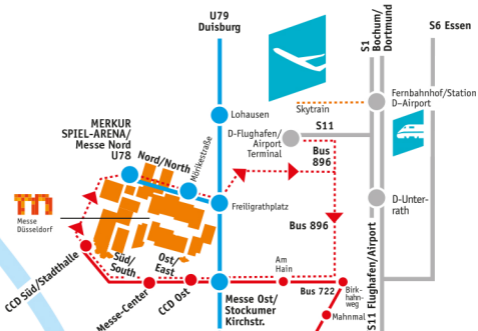 U79
Duisburg
S1
Bochum/
Dortmund
S6 Essen
Fernbahnhof/Station
D-Airport
Skytrain
Lohausen
S11
D-Flughafen/
Airport
Terminal
Bus
896
MERKUR
SPIEL-ARENA/
Messe Nord
U78
Nord/North
Mörikestraße
Freiligrathplatz
D-Unter-
rath
Messe
Düsseldorf
Bus 896
Süd/
South
Ost/
East
Am
Hain
CCD Süd/Stadthalle
Messe-Center
CCD Ost
Messe Ost/
Stockumer
Kirchstr.
Bus 722
Birk-
hahn-
weg
Mahnmal
S11 Flughafen/Airport